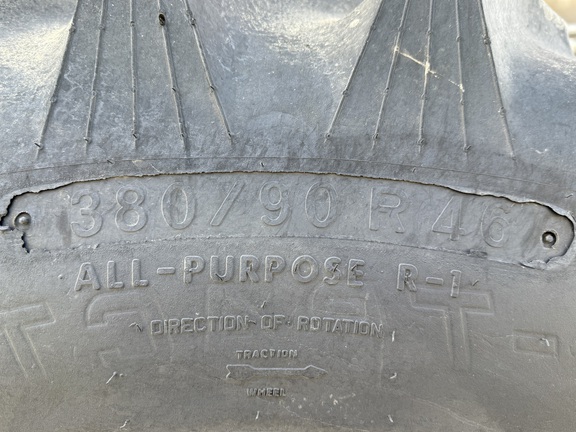 380/90 R 46
ALL-PURPOSE R-1
DIRECTION-OF-ROTATION
TRACTION
WHEEL